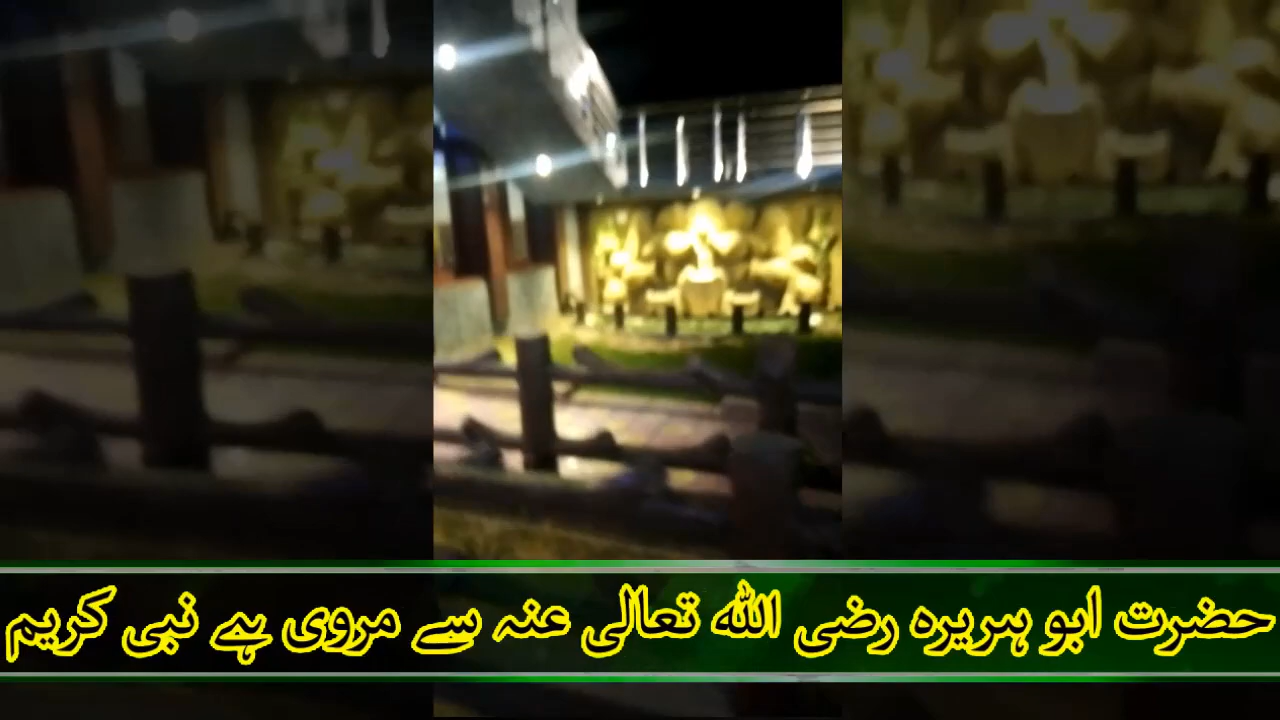 حضرت ابو ہریرہ رضی اللہ تعالی عنہ سے مروی ہے نبی کریم